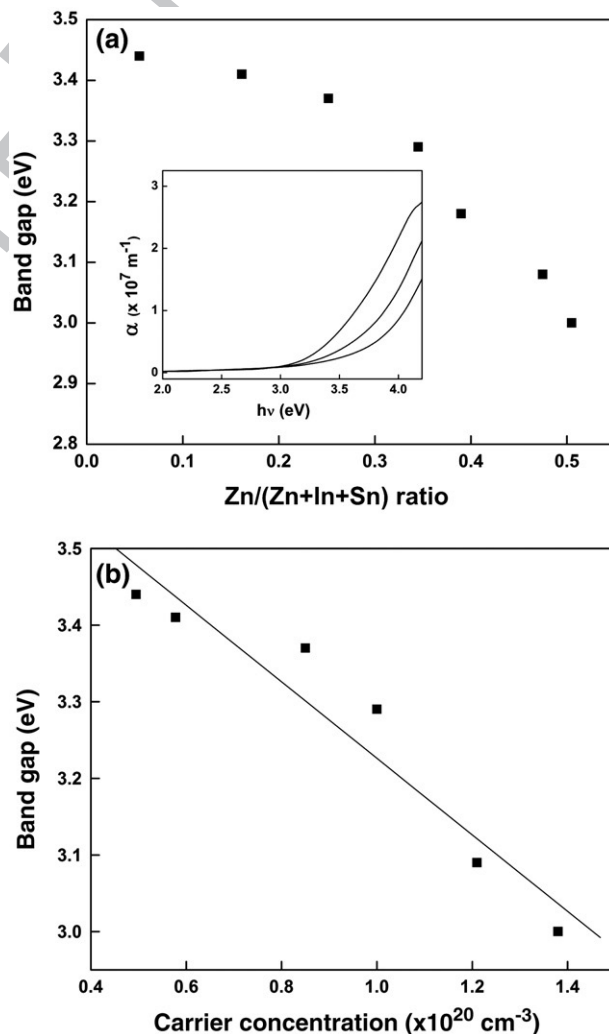 (a)
3.5
3.4
3.3
3.2
3.1
3.0
2.9
2.8
Band gap (eV)
3
2
1
0
α (x 10⁷ m⁻¹)
2.0 2.5 3.0 3.5 4.0
hν (eV)
0.0 0.1 0.2 0.3 0.4 0.5
Zn/(Zn+In+Sn) ratio
(b)
3.5
3.4
3.3
3.2
3.1
3.0
Band gap (eV)
0.4 0.6 0.8 1.0 1.2 1.4
Carrier concentration (x10²⁰ cm⁻³)